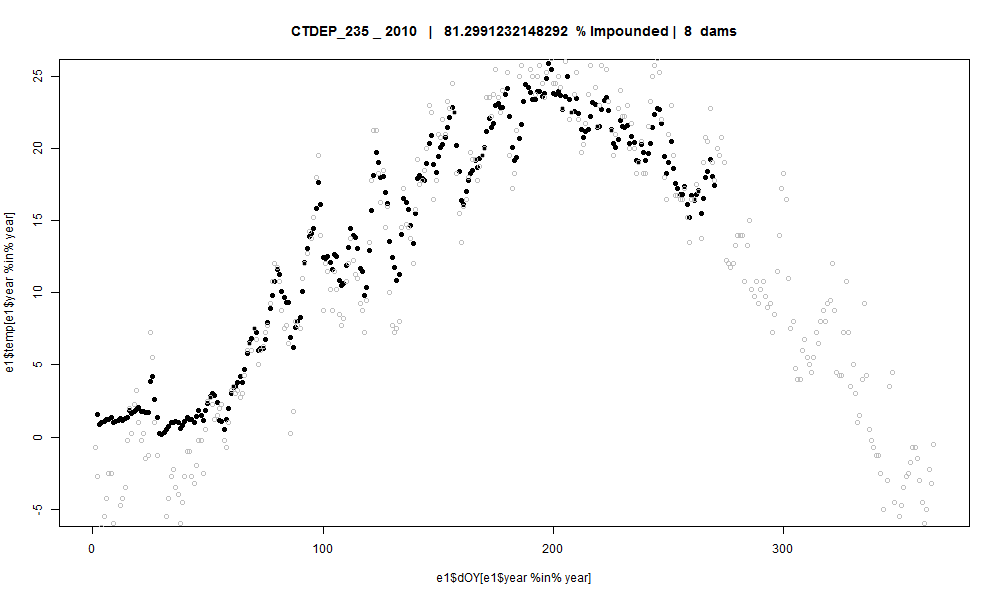 CTDEP_235 _ 2010 | 81.2991232148292 % Impounded | 8 dams
e1$temp[e1$year %in% year]
25
20
15
10
5
0
-5
0 100 200 300
e1$dOY[e1$year %in% year]